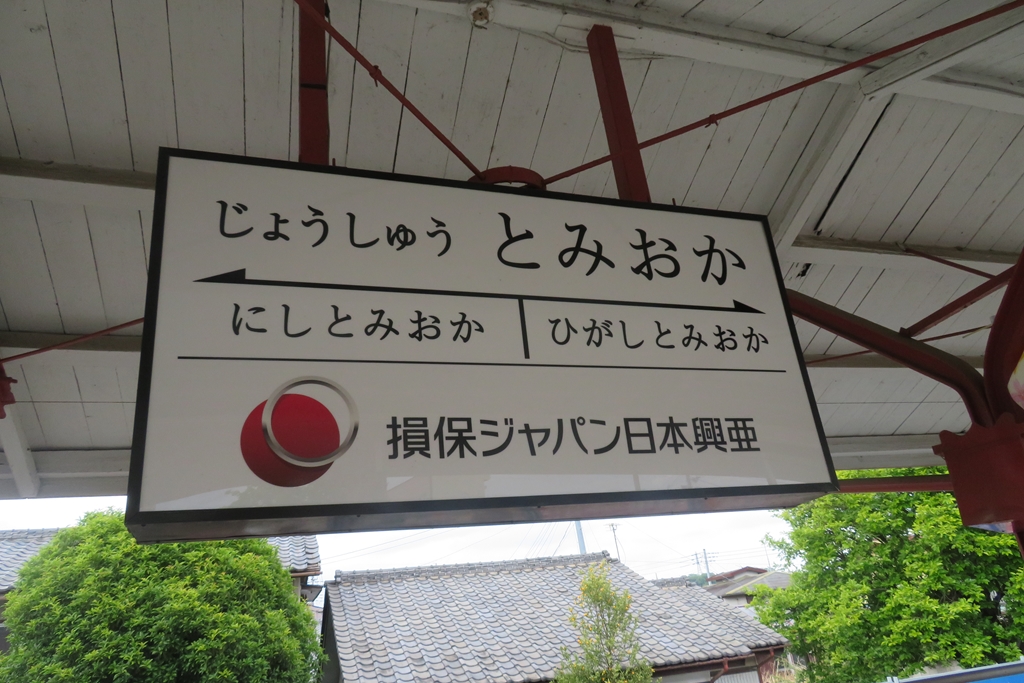 じょうしゅう とみおか
にしとみおか ひがしとみおか
損保ジャパン日本興亜